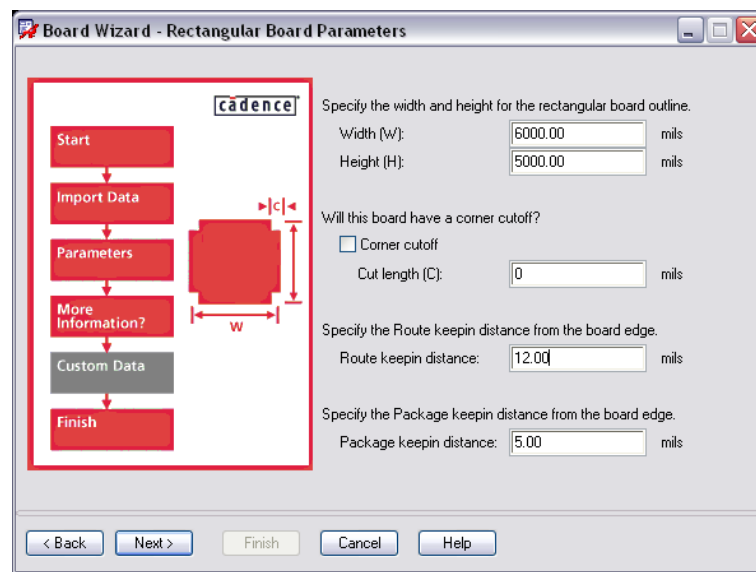 Board Wizard - Rectangular Board Parameters
cādence
Start
Import Data
Parameters
More
Information?
Custom Data
Finish
C
W
Specify the width and height for the rectangular board outline.
Width (W): 6000.00 mils
Height (H): 5000.00 mils
Will this board have a corner cutoff?
Corner cutoff
Cut length (C): 0 mils
Specify the Route keepin distance from the board edge.
Route keepin distance: 12.00 mils
Specify the Package keepin distance from the board edge.
Package keepin distance: 5.00 mils
< Back Next > Finish Cancel Help